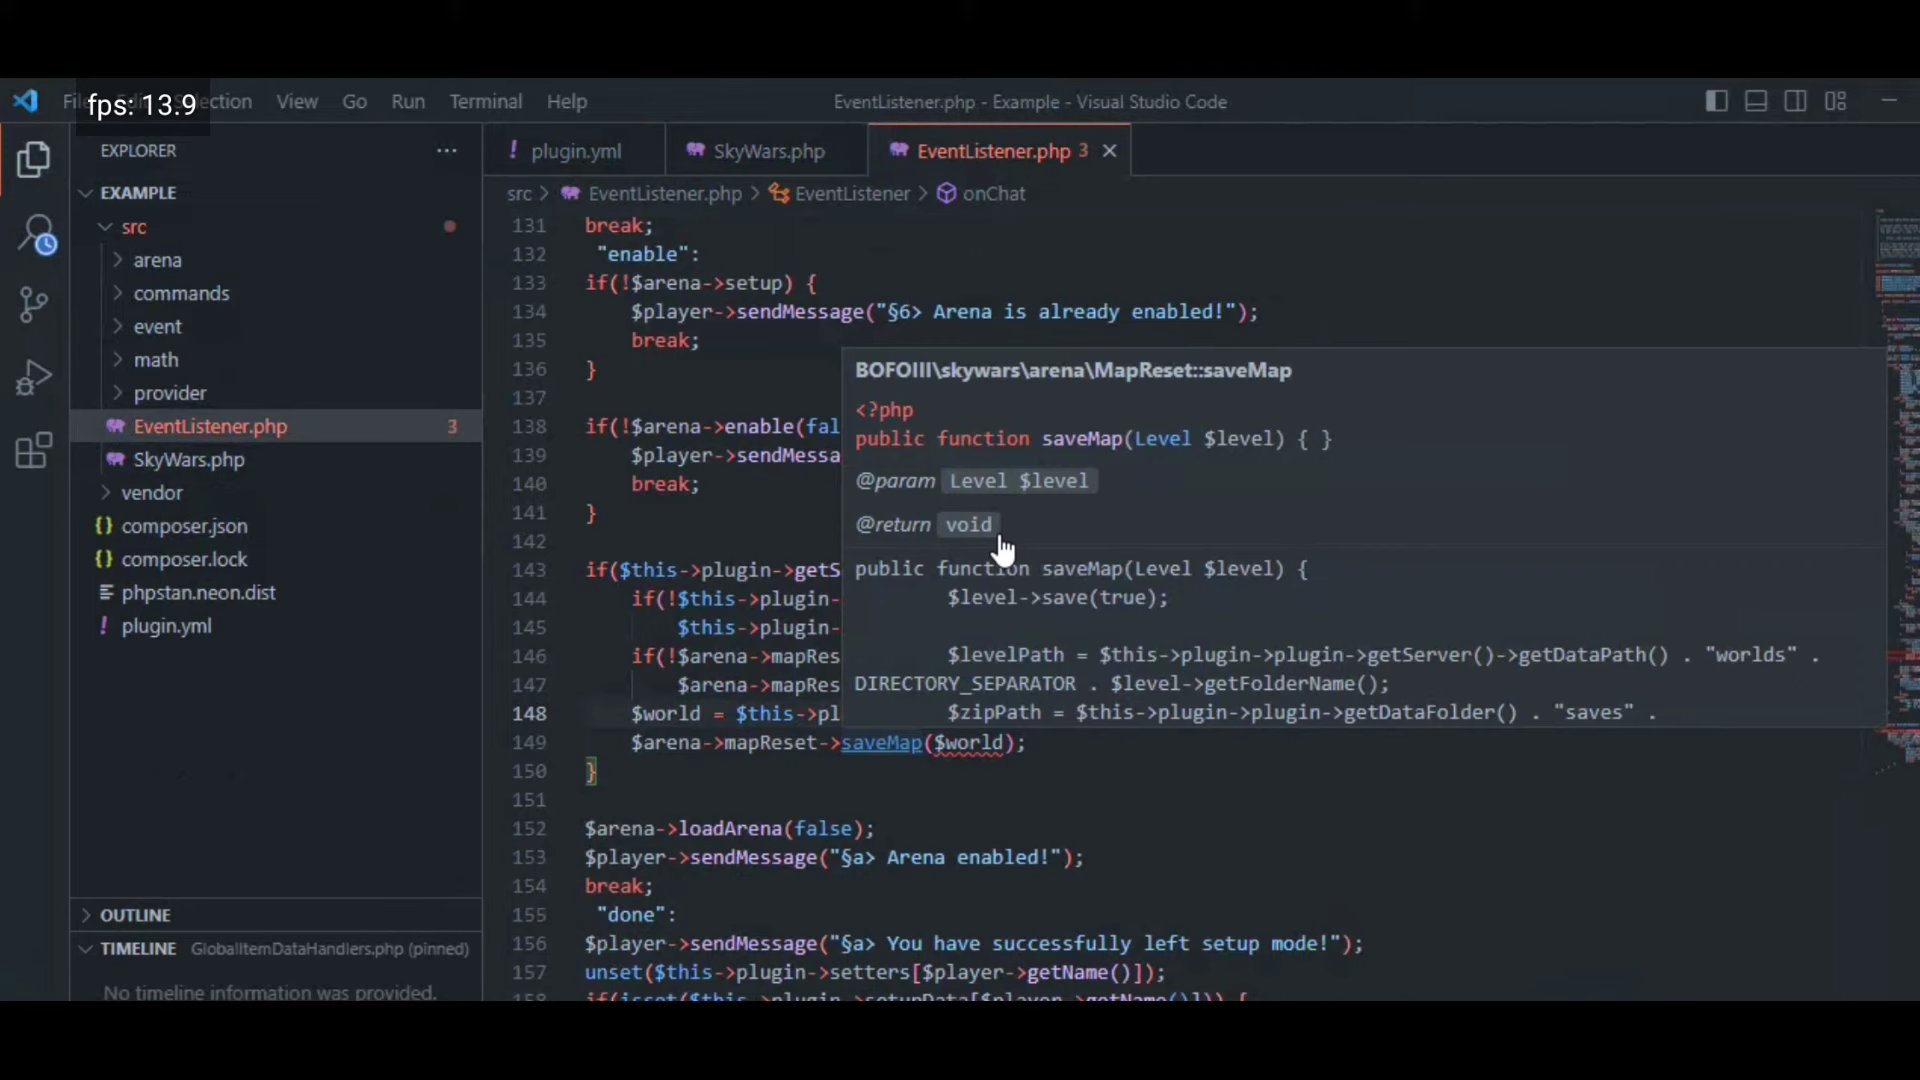 fps: 13.9
View Go Run Terminal Help
EventListener.php - Example - Visual Studio Code
EXPLORER
plugin.yml
SkyWars.php
EventListener.php 3
EXAMPLE
src
arena
commands
event
math
provider
EventListener.php 3
SkyWars.php
vendor
composer.json
composer.lock
phpstan.neon.dist
plugin.yml
OUTLINE
TIMELINE GlobalItemDataHandlers.php (pinned)
No timeline information was provided.
src > EventListener.php > EventListener > onChat
131 break;
132 "enable":
133 if(!$arena->setup) {
134 $player->sendMessage("§6> Arena is already enabled!");
135 break;
136 }
137
138 if(!$arena->enable(fal
139 $player->sendMessa
140 break;
141 }
142
143 if($this->plugin->getS
144 if(!$this->plugin-
145 $this->plugin-
146 if(!$arena->mapRes
147 $arena->mapRes
148 $world = $this->pl
149 $arena->mapReset->saveMap($world);
150 }
151
152 $arena->loadArena(false);
153 $player->sendMessage("§a> Arena enabled!");
154 break;
155 "done":
156 $player->sendMessage("§a> You have successfully left setup mode!");
157 unset($this->plugin->setters[$player->getName()]);
158 if(isset($this->plugin->setupData[$player->getName()])) {
BOFOIII\skywars\arena\MapReset::saveMap
<?php
public function saveMap(Level $level) { }
@param Level $level
@return void
public function saveMap(Level $level) {
$level->save(true);
$levelPath = $this->plugin->plugin->getServer()->getDataPath() . "worlds" .
DIRECTORY_SEPARATOR . $level->getFolderName();
$zipPath = $this->plugin->plugin->getDataFolder() . "saves" .